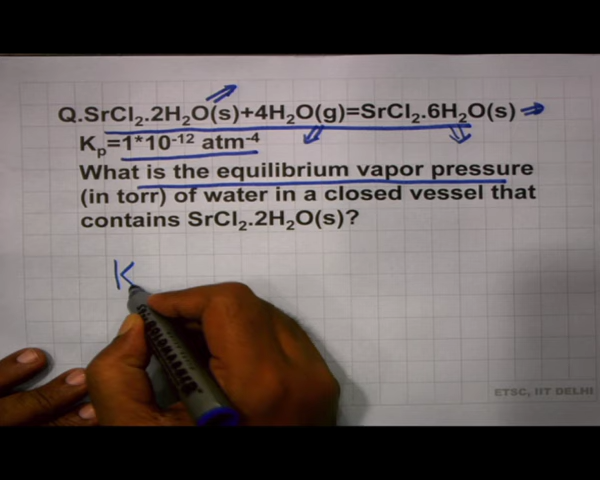 Q.SrCl₂.2H₂O(s)+4H₂O(g)=SrCl₂.6H₂O(s)
Kₚ=1*10⁻¹² atm⁻⁴
What is the equilibrium vapor pressure
(in torr) of water in a closed vessel that
contains SrCl₂.2H₂O(s)?
K
ETSC, IIT DELHI